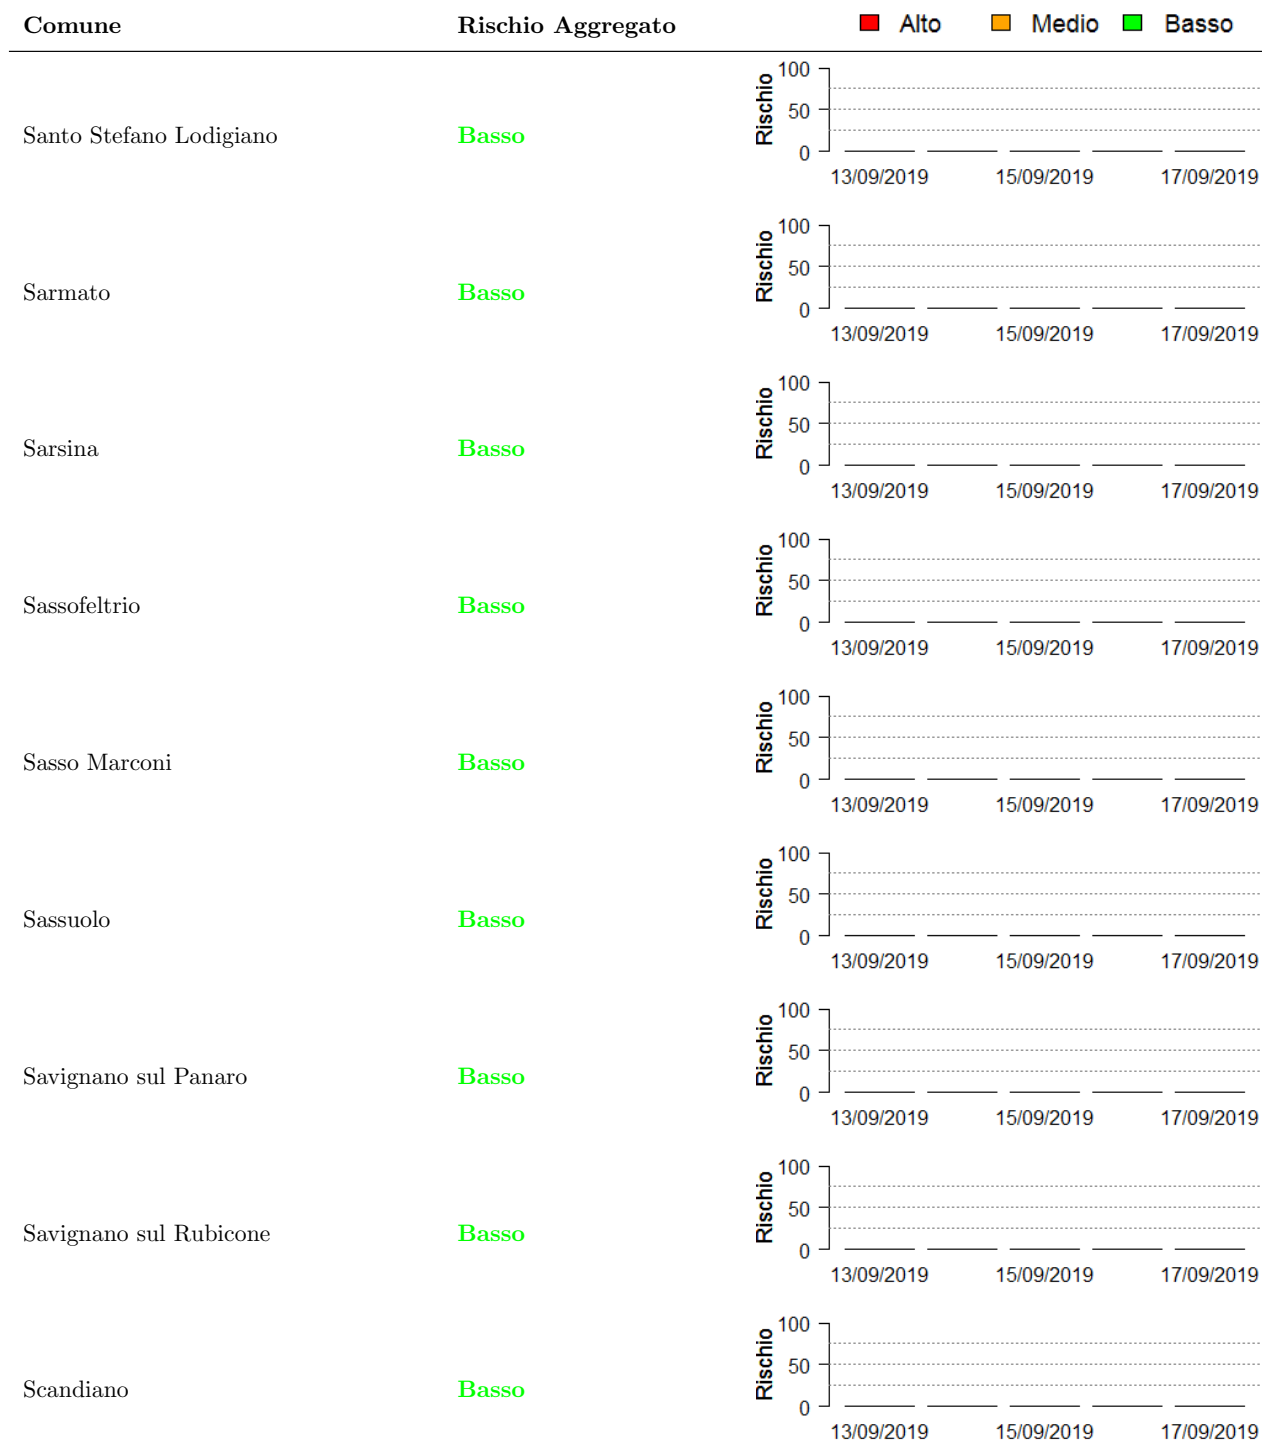 Comune Rischio Aggregato Alto Medio Basso
Santo Stefano Lodigiano Basso
Rischio
100
50
0
13/09/2019 15/09/2019 17/09/2019
Sarmato Basso
Rischio
100
50
0
13/09/2019 15/09/2019 17/09/2019
Sarsina Basso
Rischio
100
50
0
13/09/2019 15/09/2019 17/09/2019
Sassofeltrio Basso
Rischio
100
50
0
13/09/2019 15/09/2019 17/09/2019
Sasso Marconi Basso
Rischio
100
50
0
13/09/2019 15/09/2019 17/09/2019
Sassuolo Basso
Rischio
100
50
0
13/09/2019 15/09/2019 17/09/2019
Savignano sul Panaro Basso
Rischio
100
50
0
13/09/2019 15/09/2019 17/09/2019
Savignano sul Rubicone Basso
Rischio
100
50
0
13/09/2019 15/09/2019 17/09/2019
Scandiano Basso
Rischio
100
50
0
13/09/2019 15/09/2019 17/09/2019